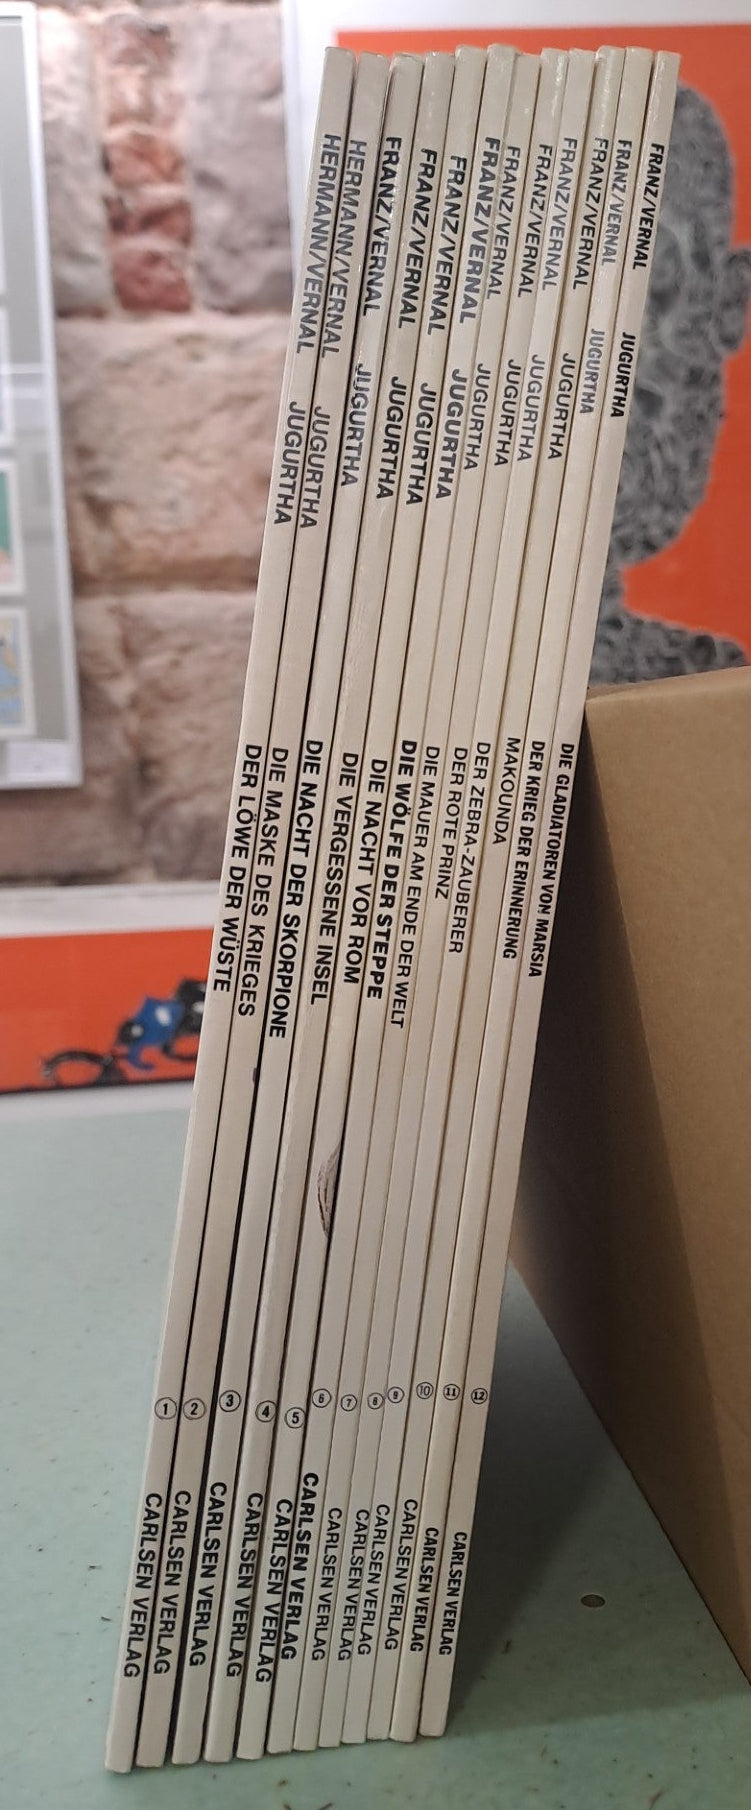 HERMANN/VERNAL JUGURTHA DER LÖWE DER WÜSTE 1 CARLSEN VERLAG
HERMANN/VERNAL JUGURTHA DIE MASKE DES KRIEGES 2 CARLSEN VERLAG
FRANZ/VERNAL JUGURTHA DIE NACHT DER SKORPIONE 3 CARLSEN VERLAG
FRANZ/VERNAL JUGURTHA DIE VERGESSENE INSEL 4 CARLSEN VERLAG
FRANZ/VERNAL JUGURTHA DIE NACHT VOR ROM 5 CARLSEN VERLAG
FRANZ/VERNAL JUGURTHA DIE WÖLFE DER STEPPE 6 CARLSEN VERLAG
FRANZ/VERNAL JUGURTHA DIE MAUER AM ENDE DER WELT 7 CARLSEN VERLAG
FRANZ/VERNAL JUGURTHA DER ROTE PRINZ 8 CARLSEN VERLAG
FRANZ/VERNAL JUGURTHA DER ZEBRA-ZAUBERER 9 CARLSEN VERLAG
FRANZ/VERNAL JUGURTHA MAKOUNDA 10 CARLSEN VERLAG
FRANZ/VERNAL JUGURTHA DER KRIEG DER ERINNERUNG 11 CARLSEN VERLAG
FRANZ/VERNAL JUGURTHA DIE GLADIATOREN VON MARSIA 12 CARLSEN VERLAG